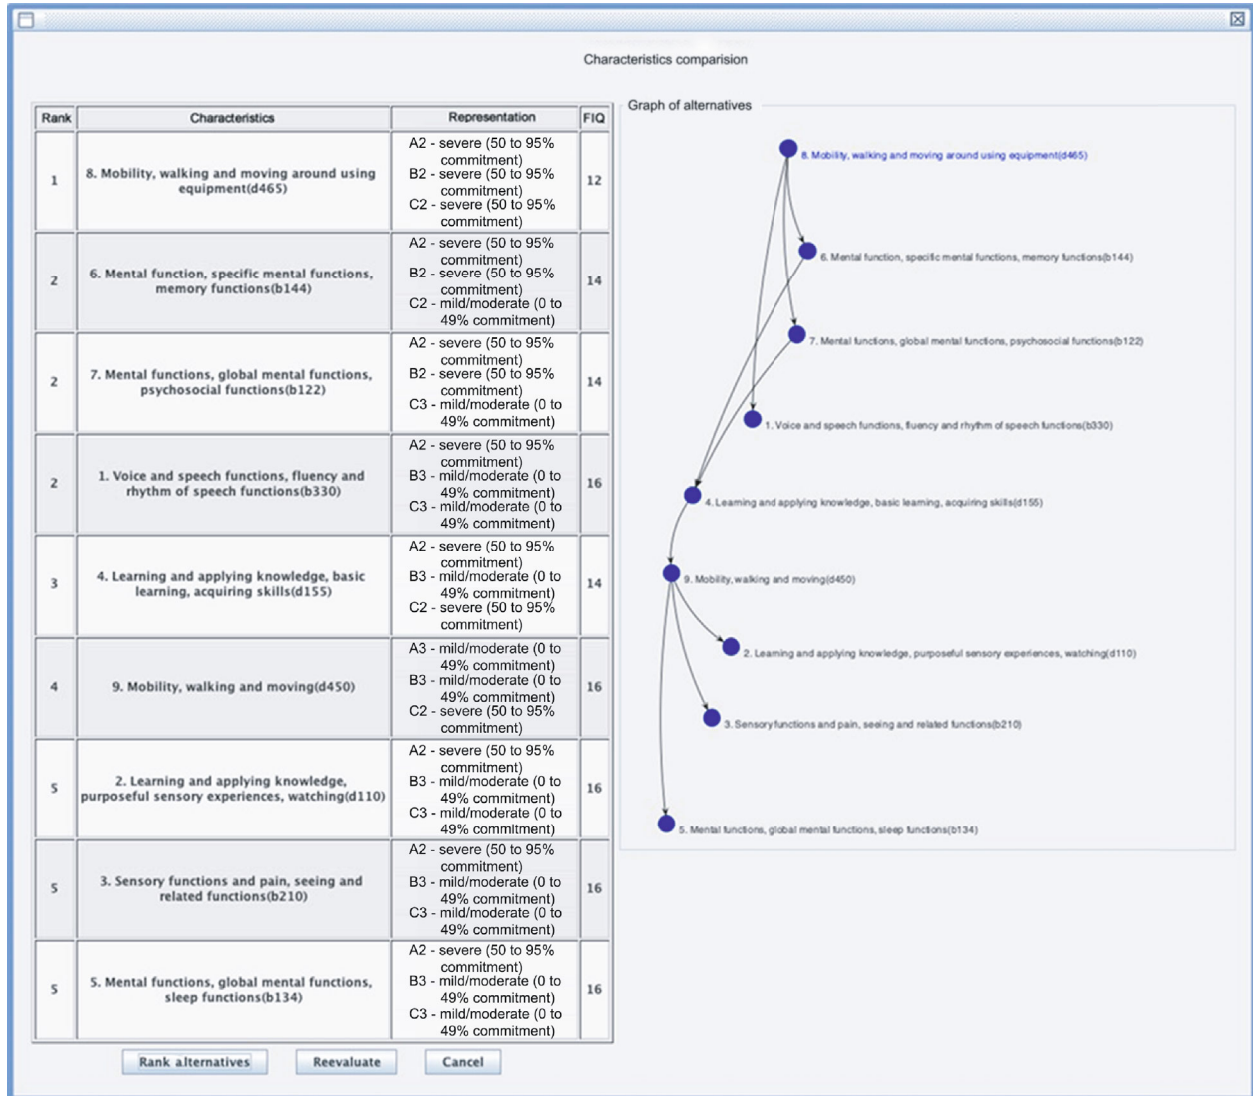 Characteristics comparision
Rank
Characteristics
Representation
FIQ
1
8. Mobility, walking and moving around using
equipment(d465)
A2 - severe (50 to 95%
commitment)
B2 - severe (50 to 95%
commitment)
C2 - severe (50 to 95%
commitment)
12
2
6. Mental function, specific mental functions,
memory functions(b144)
A2 - severe (50 to 95%
commitment)
B2 - severe (50 to 95%
commitment)
C2 - mild/moderate (0 to
49% commitment)
14
2
7. Mental functions, global mental functions,
psychosocial functions(b122)
A2 - severe (50 to 95%
commitment)
B2 - severe (50 to 95%
commitment)
C3 - mild/moderate (0 to
49% commitment)
14
2
1. Voice and speech functions, fluency and
rhythm of speech functions(b330)
A2 - severe (50 to 95%
commitment)
B3 - mild/moderate (0 to
49% commitment)
C3 - mild/moderate (0 to
49% commitment)
16
3
4. Learning and applying knowledge, basic
learning, acquiring skills(d155)
A2 - severe (50 to 95%
commitment)
B3 - mild/moderate (0 to
49% commitment)
C2 - severe (50 to 95%
commitment)
14
4
9. Mobility, walking and moving(d450)
A3 - mild/moderate (0 to
49% commitment)
B3 - mild/moderate (0 to
49% commitment)
C2 - severe (50 to 95%
commitment)
16
5
2. Learning and applying knowledge,
purposeful sensory experiences, watching(d110)
A2 - severe (50 to 95%
commitment)
B3 - mild/moderate (0 to
49% commitment)
C3 - mild/moderate (0 to
49% commitment)
16
5
3. Sensory functions and pain, seeing and
related functions(b210)
A2 - severe (50 to 95%
commitment)
B3 - mild/moderate (0 to
49% commitment)
C3 - mild/moderate (0 to
49% commitment)
16
5
5. Mental functions, global mental functions,
sleep functions(b134)
A2 - severe (50 to 95%
commitment)
B3 - mild/moderate (0 to
49% commitment)
C3 - mild/moderate (0 to
49% commitment)
16
Rank alternatives
Reevaluate
Cancel
Graph of alternatives
8. Mobility, walking and moving around using equipment(d465)
6. Mental function, specific mental functions, memory functions(b144)
7. Mental functions, global mental functions, psychosocial functions(b122)
1. Voice and speech functions, fluency and rhythm of speech functions(b330)
4. Learning and applying knowledge, basic learning, acquiring skills(d155)
9. Mobility, walking and moving(d450)
2. Learning and applying knowledge, purposeful sensory experiences, watching(d110)
3. Sensory functions and pain, seeing and related functions(b210)
5. Mental functions, global mental functions, sleep functions(b134)